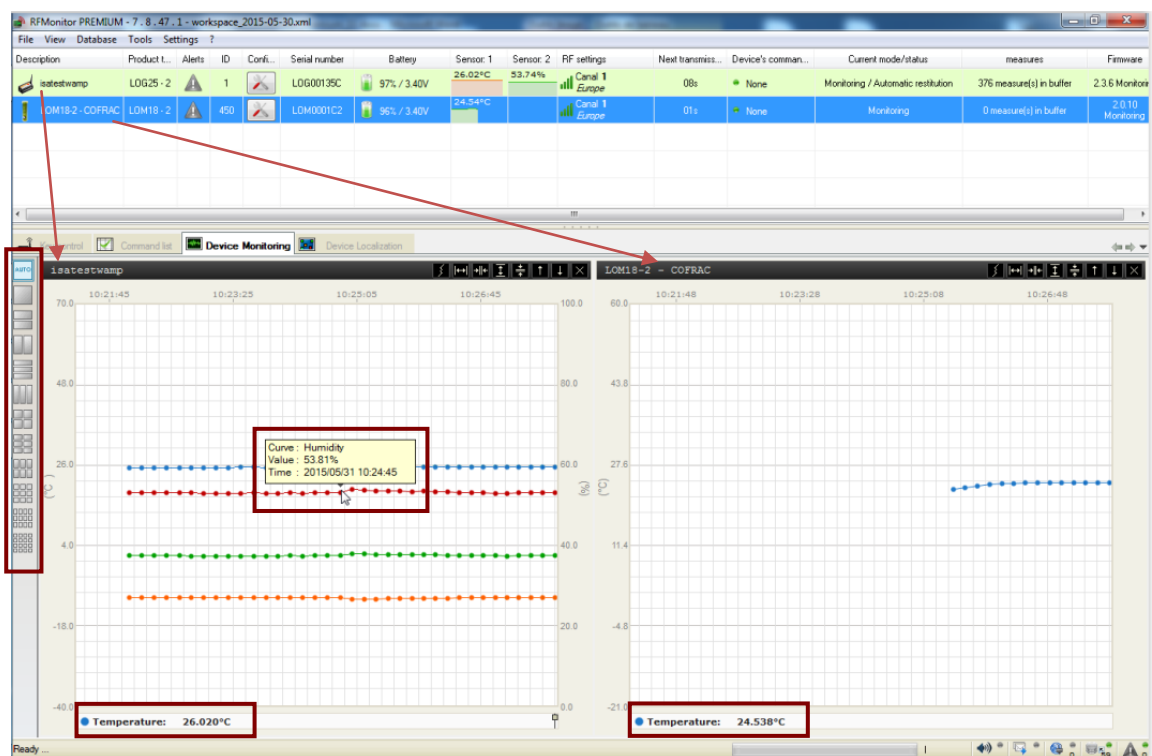 RFMonitor PREMIUM - 7 . 8 . 47 . 1 - workspace_2015-05-30.xml
File View Database Tools Settings ?
Description Product t... Alerts ID Confi... Serial number Battery Sensor: 1 Sensor: 2 RF settings Next transmiss... Device's comman... Current mode/status measures Firmware
isatestwamp LOG25 - 2 1 LOG00135C 97% / 3.40V 26.02°C 53.74% Canal 1 Europe 08s None Monitoring / Automatic restitution 376 measure(s) in buffer 2.3.6 Monitorin
LOM18-2 - COFRAC LOM18 - 2 450 LOM0001C2 96% / 3.40V 24.54°C Canal 1 Europe 01s None Monitoring 0 measure(s) in buffer 2.0.10 Monitoring
Command list Device Monitoring Device Localization
AUTO
isatestwamp
LOM18-2 - COFRAC
10:21:45 10:23:25 10:25:05 10:26:45
10:21:48 10:23:28 10:25:08 10:26:48
70.0 100.0 60.0
48.0 80.0 43.8
Curve : Humidity
Value : 53.81%
Time : 2015/05/31 10:24:45
26.0 60.0 27.6
(°C) (%) (°C)
4.0 40.0 11.4
-18.0 20.0 -4.8
-40.0 0.0 -21.0
Temperature: 26.020°C
Temperature: 24.538°C
Ready ...